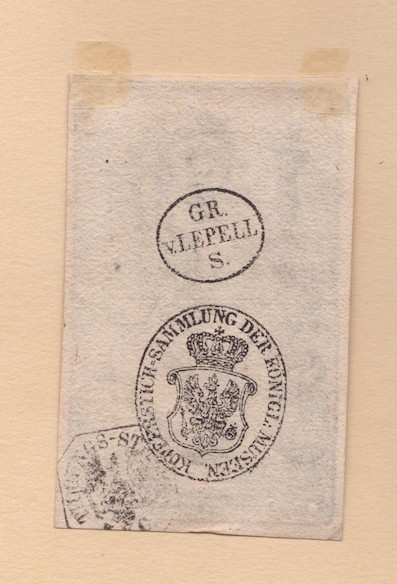 GR.
v. LEPELL
S.
KUPFERSTICH-SAMMLUNG DER KÖNIGL. MUSEEN.